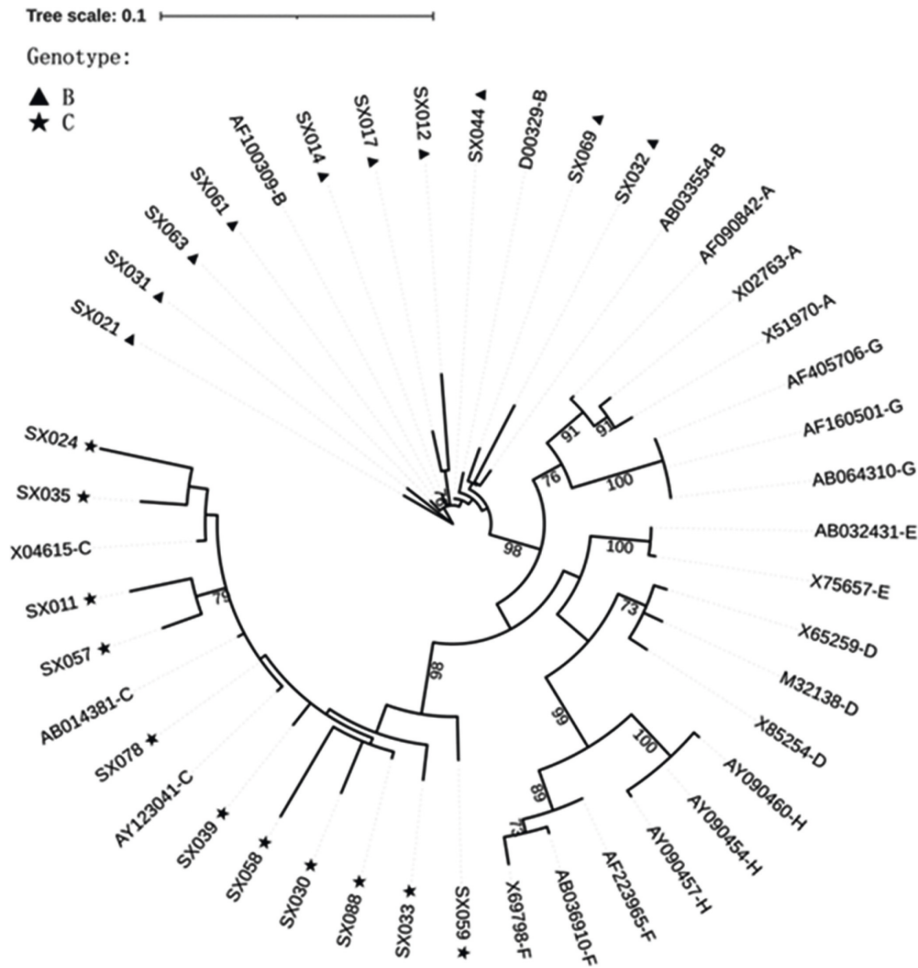 Tree scale: 0.1
Genotype:
B
C
SX021
SX031
SX063
SX061
AF100309-B
SX014
SX017
SX012
SX044
D00329-B
SX069
SX032
AB033554-B
AF090842-A
X02763-A
X51970-A
AF405706-G
AF160501-G
AB064310-G
AB032431-E
X75657-E
X65259-D
M32138-D
X85254-D
AY090460-H
AY090454-H
AY090457-H
AF223965-F
AB036910-F
X69798-F
SX059
SX033
SX088
SX030
SX058
SX039
AY123041-C
SX078
AB014381-C
SX057
SX011
X04615-C
SX035
SX024
91
91
76
100
98
100
73
99
100
89
73
98
79